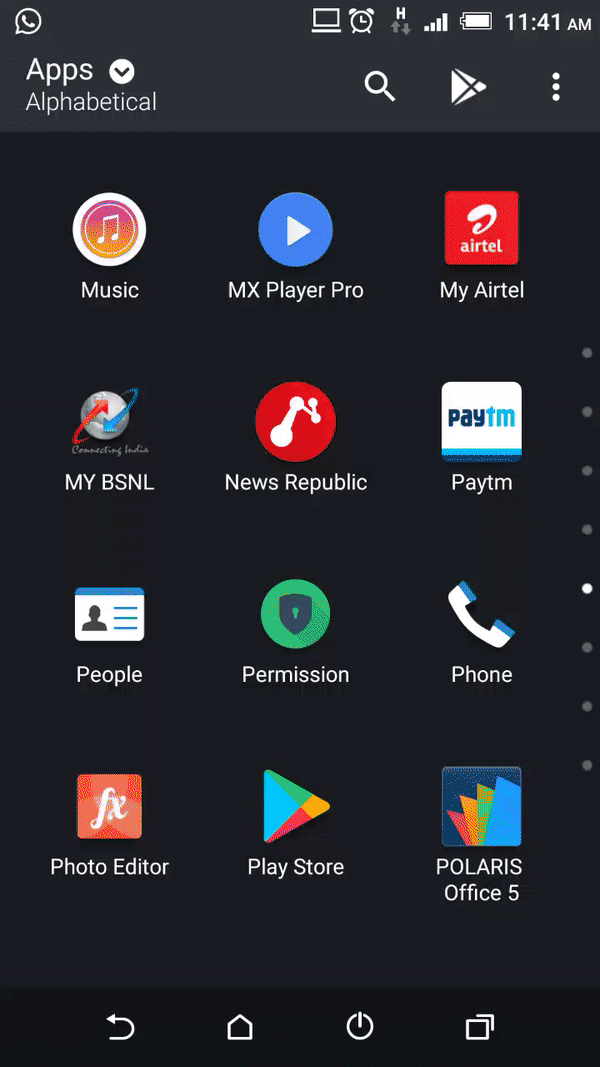 H
11:41 AM
Apps
Alphabetical
airtel
Music
MX Player Pro
My Airtel
Connecting India
paytm
MY BSNL
News Republic
Paytm
People
Permission
Phone
fx
Photo Editor
Play Store
POLARIS
Office 5